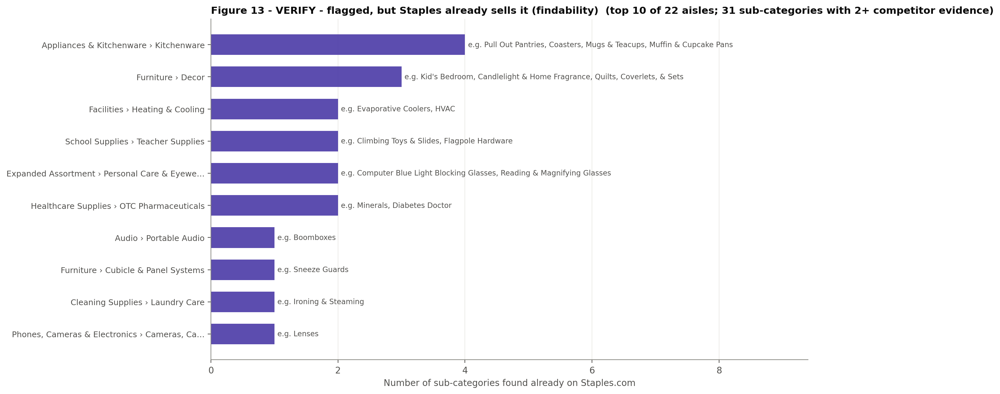 Figure 13 - VERIFY - flagged, but Staples already sells it (findability)  (top 10 of 22 aisles; 31 sub-categories with 2+ competitor evidence)
Appliances & Kitchenware › Kitchenware
e.g. Pull Out Pantries, Coasters, Mugs & Teacups, Muffin & Cupcake Pans
Furniture › Decor
e.g. Kid's Bedroom, Candlelight & Home Fragrance, Quilts, Coverlets, & Sets
Facilities › Heating & Cooling
e.g. Evaporative Coolers, HVAC
School Supplies › Teacher Supplies
e.g. Climbing Toys & Slides, Flagpole Hardware
Expanded Assortment › Personal Care & Eyewe…
e.g. Computer Blue Light Blocking Glasses, Reading & Magnifying Glasses
Healthcare Supplies › OTC Pharmaceuticals
e.g. Minerals, Diabetes Doctor
Audio › Portable Audio
e.g. Boomboxes
Furniture › Cubicle & Panel Systems
e.g. Sneeze Guards
Cleaning Supplies › Laundry Care
e.g. Ironing & Steaming
Phones, Cameras & Electronics › Cameras, Ca…
e.g. Lenses
0 2 4 6 8
Number of sub-categories found already on Staples.com